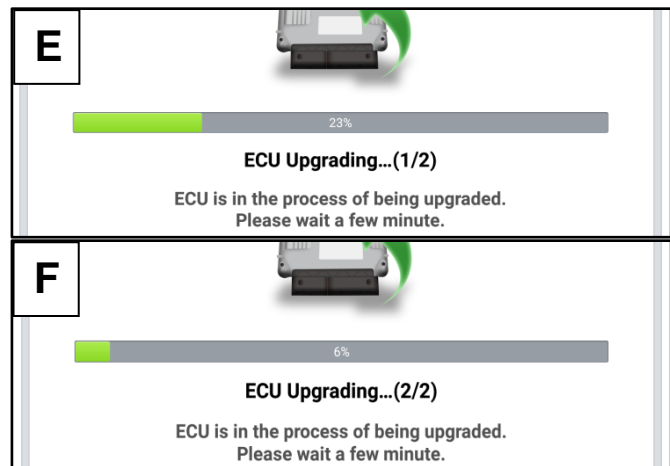 E
23%
ECU Upgrading...(1/2)
ECU is in the process of being upgraded.
Please wait a few minute.
F
6%
ECU Upgrading...(2/2)
ECU is in the process of being upgraded.
Please wait a few minute.